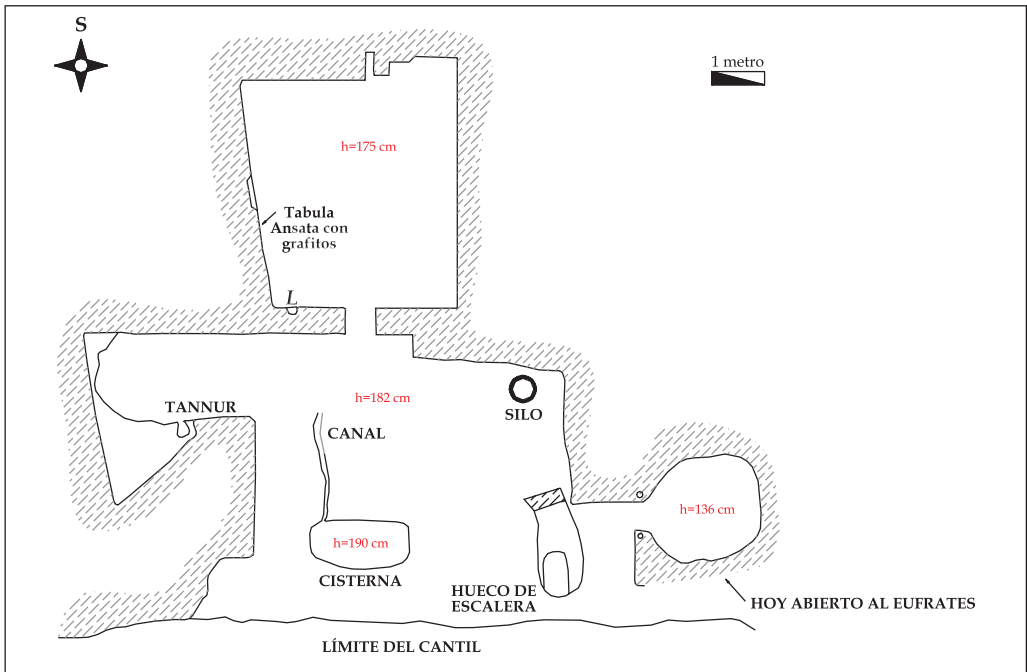 S
1 metro
h=175 cm
Tabula
Ansata con
grafitos
L
h=182 cm
TANNUR
SILO
CANAL
h=136 cm
h=190 cm
CISTERNA
HUECO DE
ESCALERA
HOY ABIERTO AL EUFRATES
LÍMITE DEL CANTIL